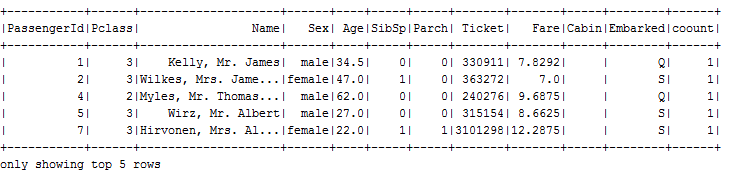 +-----------+------+--------------------+------+----+-----+-----+-------+-------+-----+--------+------+
|PassengerId|Pclass|                Name|   Sex| Age|SibSp|Parch| Ticket|   Fare|Cabin|Embarked|coount|
+-----------+------+--------------------+------+----+-----+-----+-------+-------+-----+--------+------+
|          1|     3|    Kelly, Mr. James|  male|34.5|    0|    0| 330911| 7.8292|     |       Q|     1|
|          2|     3|Wilkes, Mrs. Jame...|female|47.0|    1|    0| 363272|    7.0|     |       S|     1|
|          4|     2|Myles, Mr. Thomas...|  male|62.0|    0|    0| 240276| 9.6875|     |       Q|     1|
|          5|     3|    Wirz, Mr. Albert|  male|27.0|    0|    0| 315154| 8.6625|     |       S|     1|
|          7|     3|Hirvonen, Mrs. Al...|female|22.0|    1|    1|3101298|12.2875|     |       S|     1|
+-----------+------+--------------------+------+----+-----+-----+-------+-------+-----+--------+------+
only showing top 5 rows